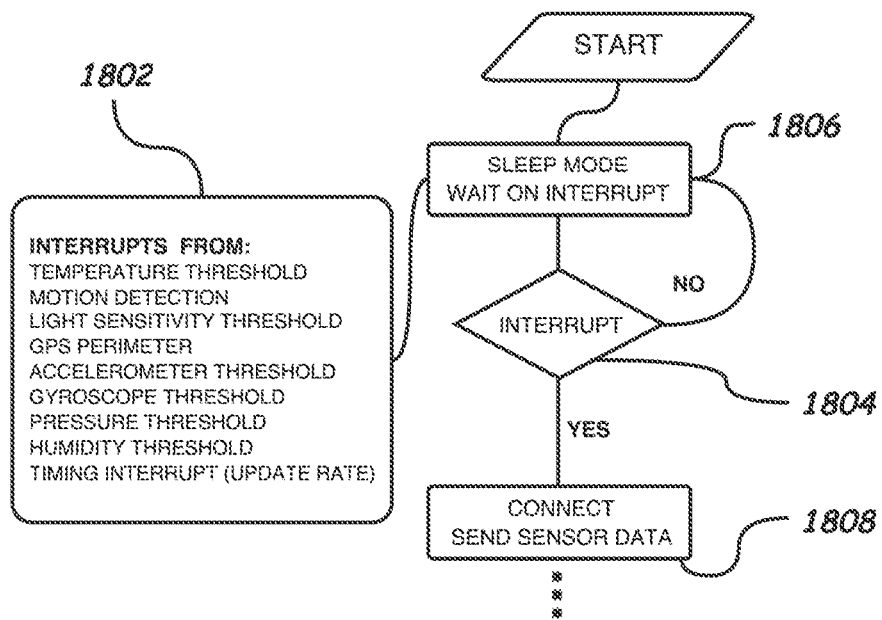 START
1802
1806
SLEEP MODE
WAIT ON INTERRUPT
INTERRUPTS FROM:
TEMPERATURE THRESHOLD
MOTION DETECTION
LIGHT SENSITIVITY THRESHOLD
GPS PERIMETER
ACCELEROMETER THRESHOLD
GYROSCOPE THRESHOLD
PRESSURE THRESHOLD
HUMIDITY THRESHOLD
TIMING INTERRUPT (UPDATE RATE)
NO
INTERRUPT
1804
YES
CONNECT
SEND SENSOR DATA
1808